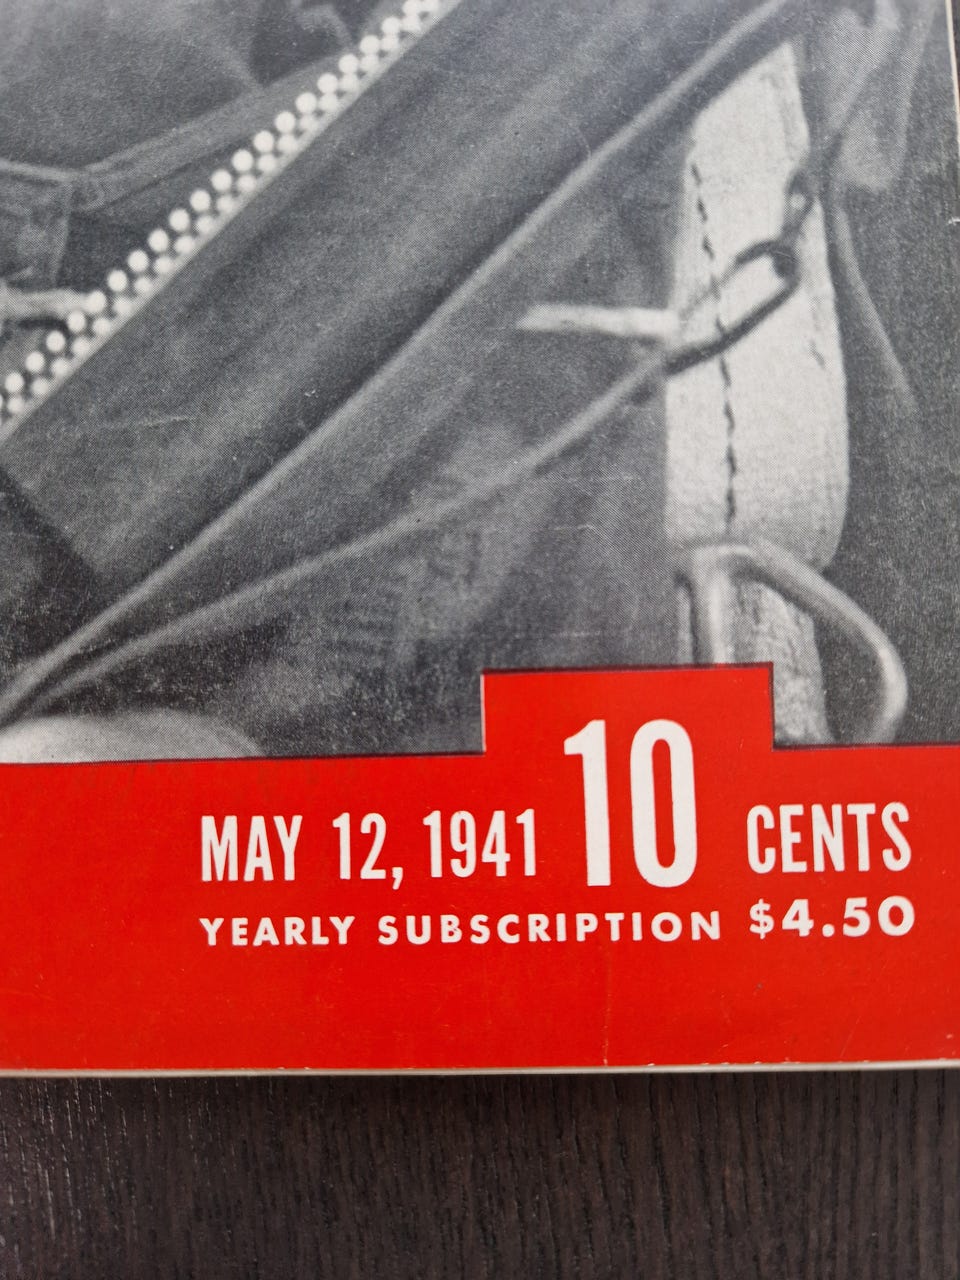 MAY 12, 1941 10 CENTS
YEARLY SUBSCRIPTION $4.50